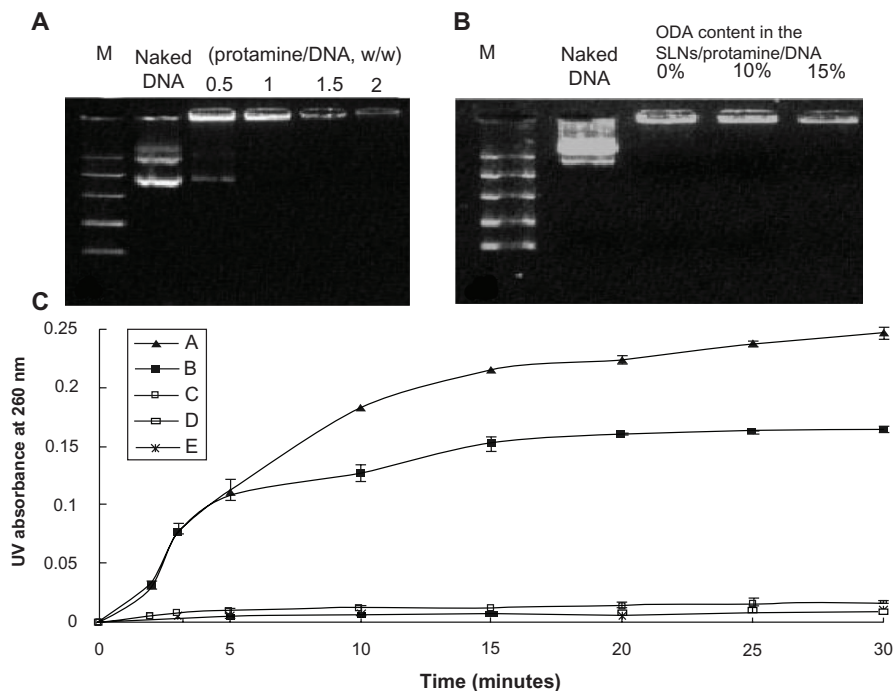 A
M
Naked
DNA
(protamine/DNA, w/w)
0.5 1 1.5 2
B
M
Naked
DNA
ODA content in the
SLNs/protamine/DNA
0% 10% 15%
C
A
B
C
D
E
UV absorbance at 260 nm
0.25
0.2
0.15
0.1
0.05
0
0 5 10 15 20 25 30
Time (minutes)